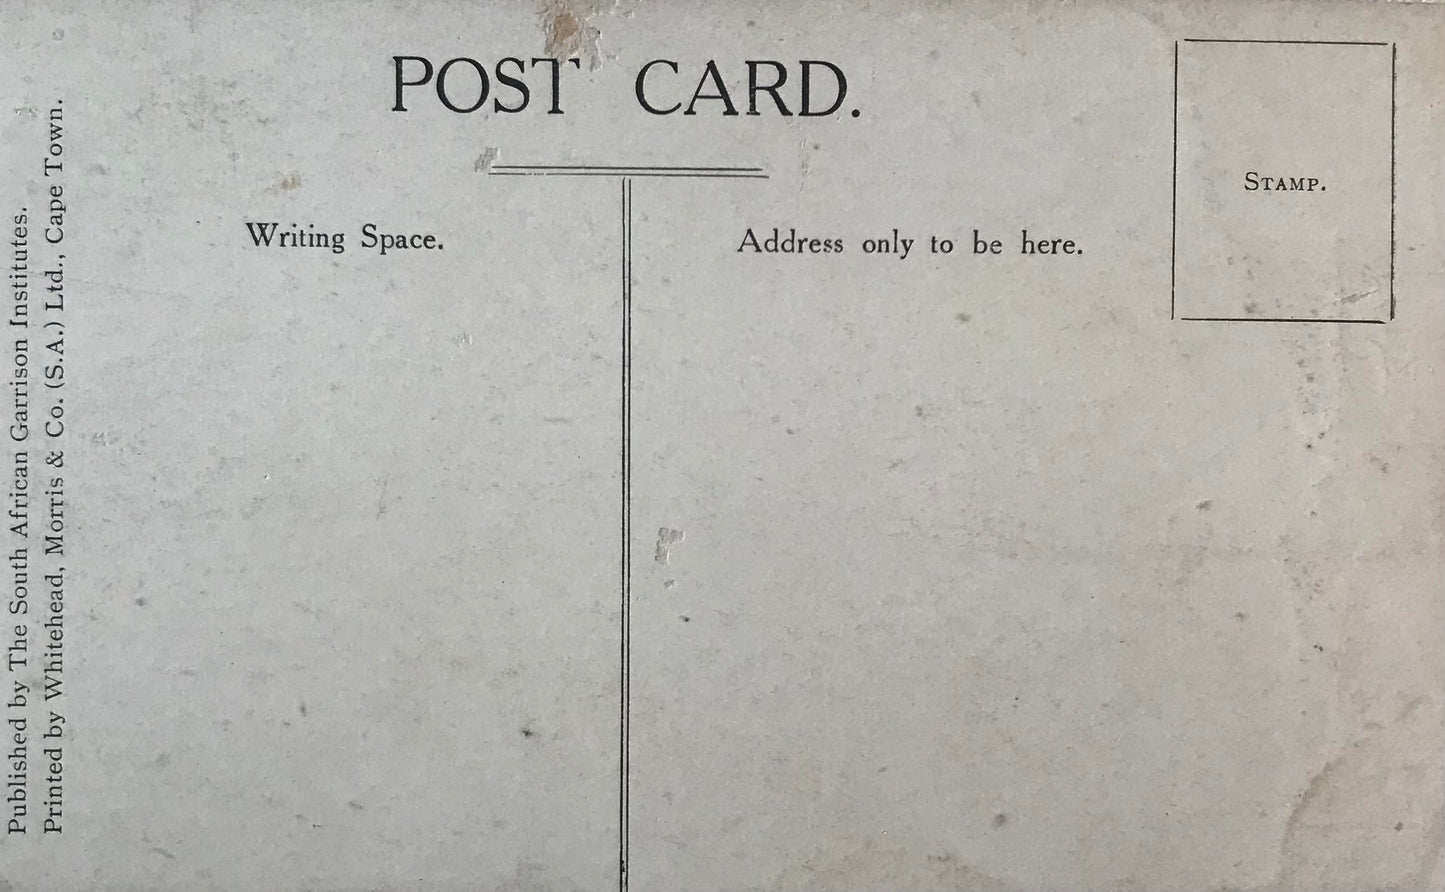 POST CARD.
STAMP.
Writing Space.
Address only to be here.
Published by The South African Garrison Institutes.
Printed by Whitehead, Morris & Co. (S.A.) Ltd., Cape Town.